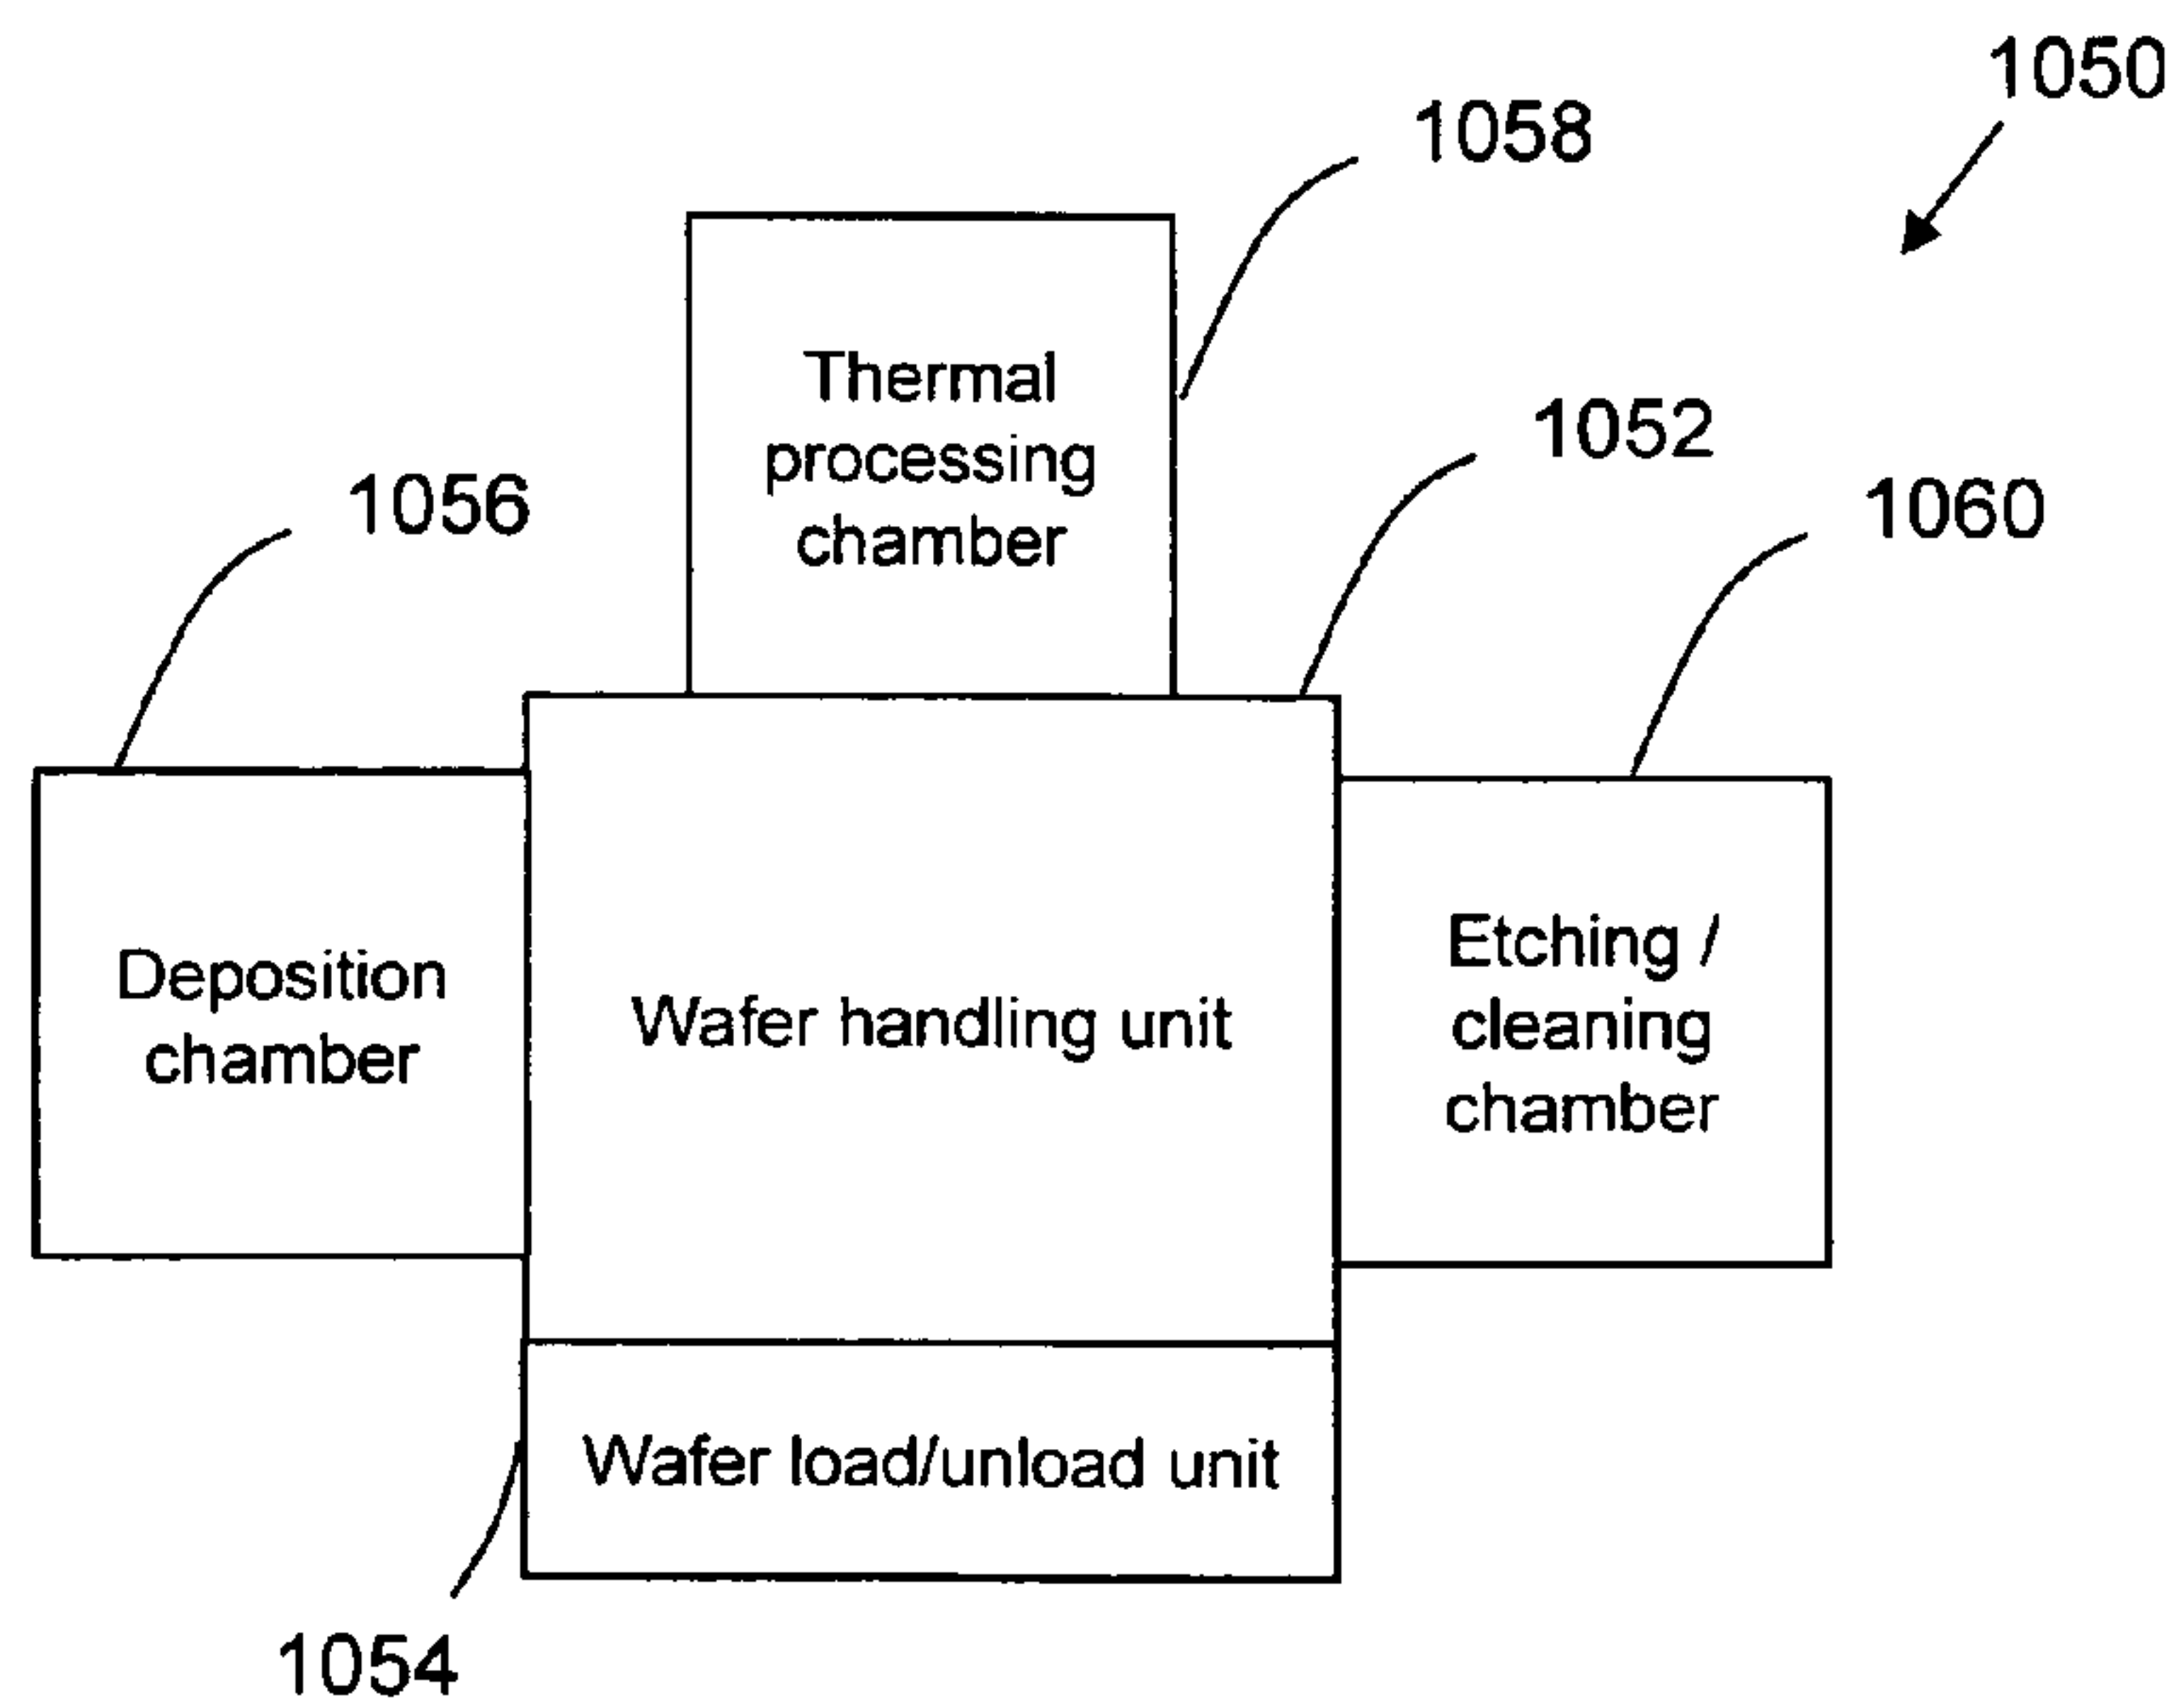 1050
1058
Thermal
processing
chamber
1052
1056
1060
Deposition
chamber
Wafer handling unit
Etching /
cleaning
chamber
Wafer load/unload unit
1054